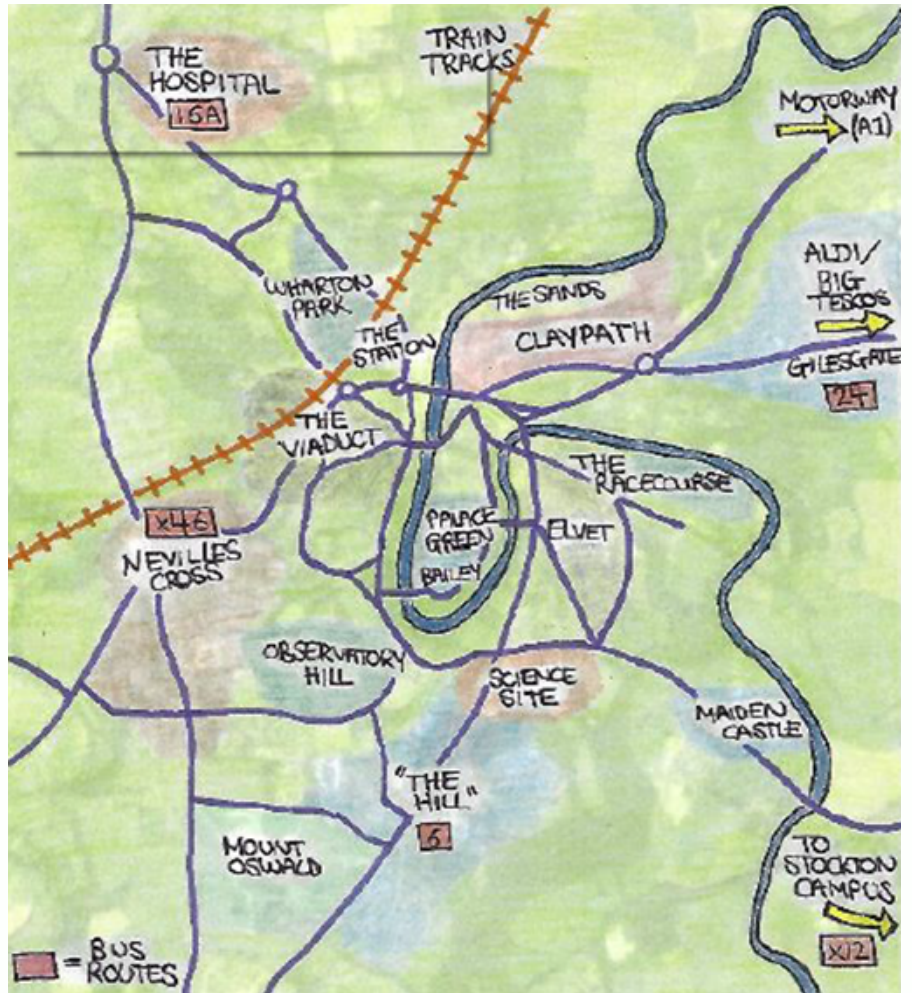 TRAIN
TRACKS
THE
HOSPITAL
15A
MOTORWAY
(A1)
ALDI/
BIG
TESCOS
GILESGATE
24
WHARTON
PARK
THE SANDS
THE
STATION
CLAYPATH
THE
VIADUCT
THE
RACECOURSE
PALACE
GREEN
ELVET
BAILEY
X46
NEVILLES
CROSS
OBSERVATORY
HILL
SCIENCE
SITE
MAIDEN
CASTLE
"THE
HILL"
6
MOUNT
OSWALD
TO
STOCKTON
CAMPUS
X12
= BUS
ROUTES